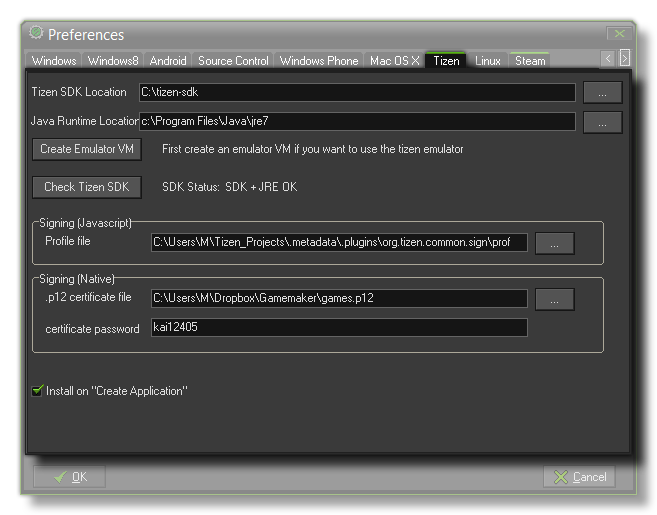 Preferences
Windows Windows8 Android Source Control Windows Phone Mac OS X Tizen Linux Steam
Tizen SDK Location C:\tizen-sdk ...
Java Runtime Location c:\Program Files\Java\jre7 ...
Create Emulator VM First create an emulator VM if you want to use the tizen emulator
Check Tizen SDK SDK Status: SDK + JRE OK
Signing (Javascript)
Profile file C:\Users\M\Tizen_Projects\.metadata\.plugins\org.tizen.common.sign\prof ...
Signing (Native)
.p12 certificate file C:\Users\M\Dropbox\Gamemaker\games.p12 ...
certificate password kai12405
Install on "Create Application"
OK Cancel